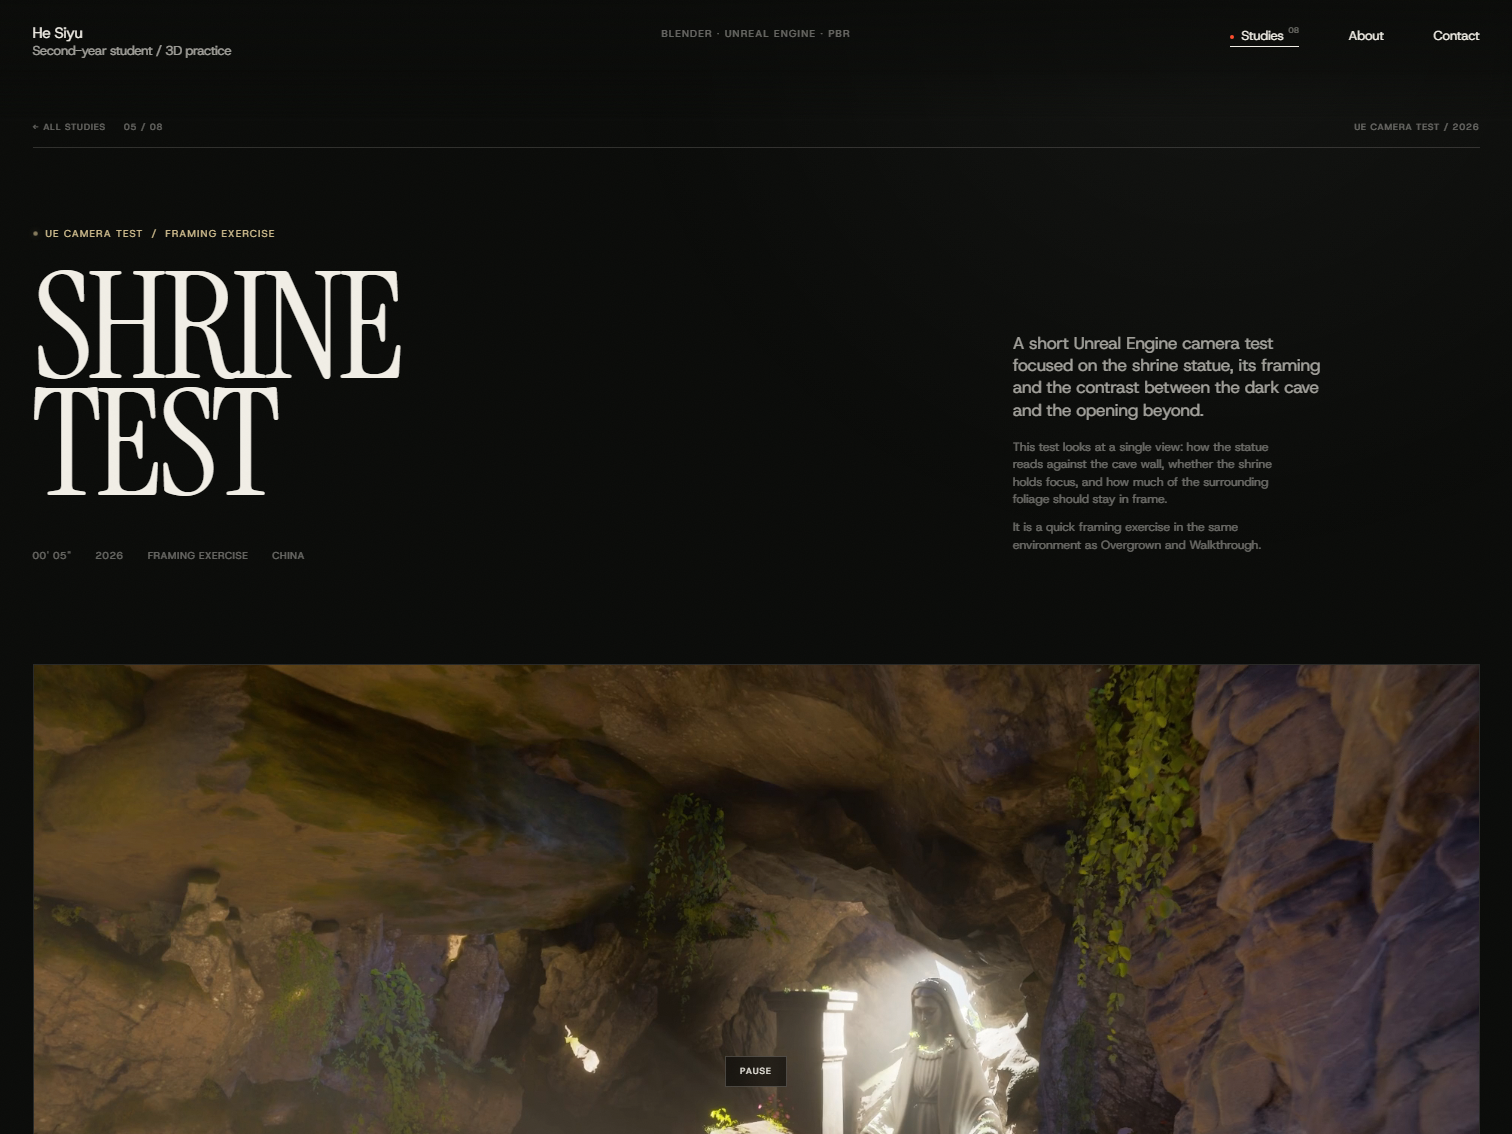 He Siyu
Second-year student / 3D practice
BLENDER · UNREAL ENGINE · PBR
Studies 08
About
Contact
← ALL STUDIES 05 / 08
UE CAMERA TEST / 2026
UE CAMERA TEST / FRAMING EXERCISE
SHRINE
TEST
A short Unreal Engine camera test
focused on the shrine statue, its framing
and the contrast between the dark cave
and the opening beyond.
This test looks at a single view: how the statue
reads against the cave wall, whether the shrine
holds focus, and how much of the surrounding
foliage should stay in frame.
It is a quick framing exercise in the same
environment as Overgrown and Walkthrough.
00' 05" 2026 FRAMING EXERCISE CHINA
PAUSE